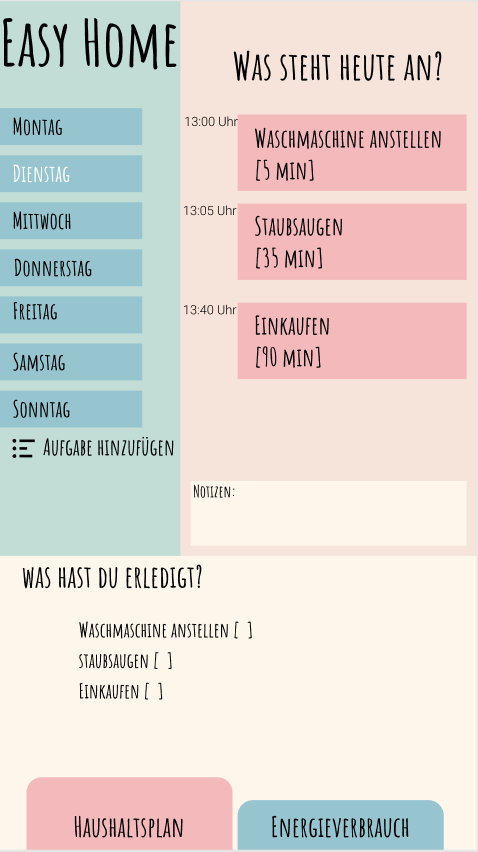 Easy Home
Montag
Dienstag
Mittwoch
Donnerstag
Freitag
Samstag
Sonntag
Aufgabe hinzufügen
Was steht heute an?
13:00 Uhr
Waschmaschine anstellen
[5 min]
13:05 Uhr
Staubsaugen
[35 min]
13:40 Uhr
Einkaufen
[90 min]
Notizen:
was hast du erledigt?
Waschmaschine anstellen [ ]
staubsaugen [ ]
Einkaufen [ ]
Haushaltsplan
Energieverbrauch